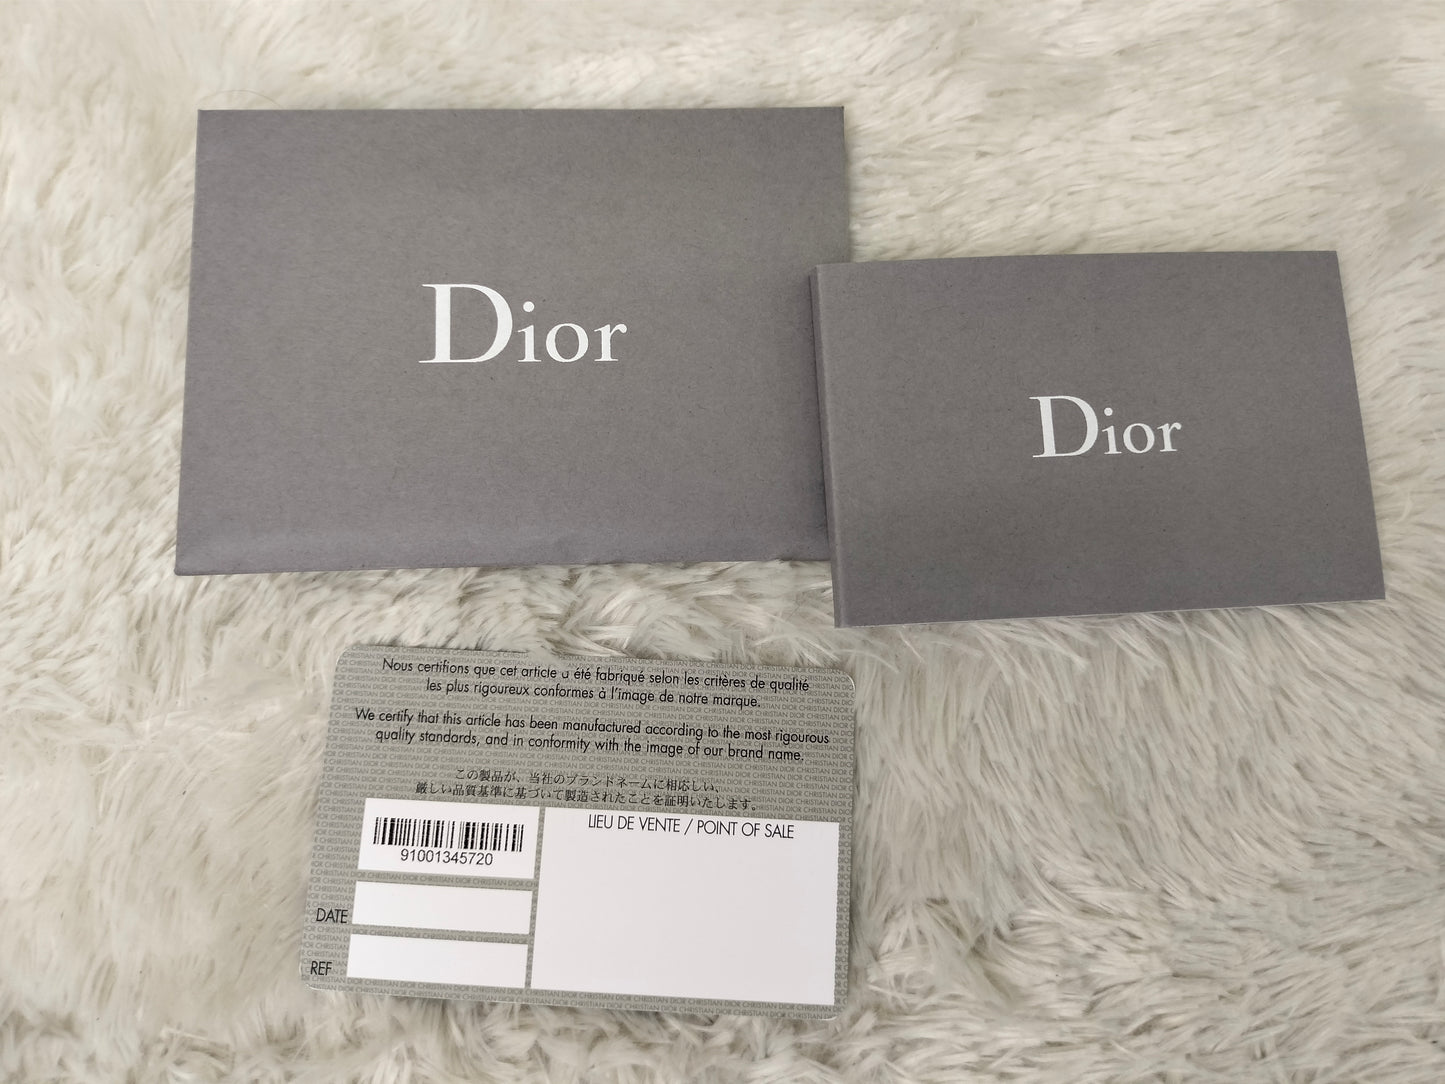 Dior
Dior
Nous certifions que cet article a été fabriqué selon les critères de qualité
les plus rigoureux conformes à l'image de notre marque.
We certify that this article has been manufactured according to the most rigourous
quality standards, and in conformity with the image of our brand name.
この製品が、当社のブランドネームに相応しい、
厳しい品質基準に基づいて製造されたことを証明いたします。
LIEU DE VENTE / POINT OF SALE
91001345720
DATE
REF